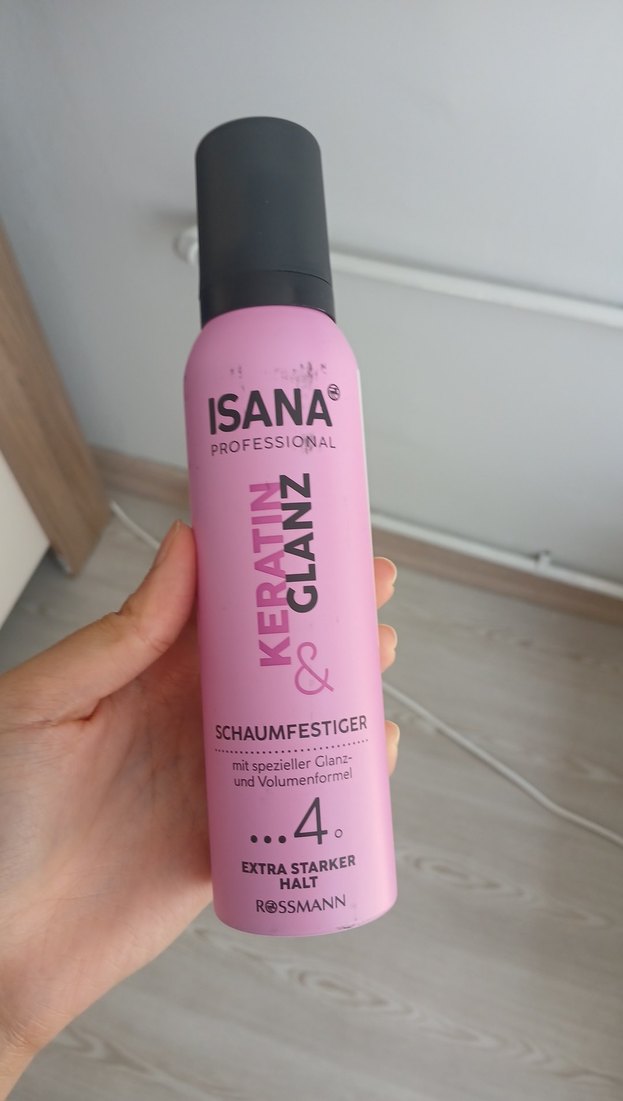 ISANA
PROFESSIONAL
KERATIN
& GLANZ
SCHAUMFESTIGER
mit spezieller Glanz-
und Volumenformel
...4.
EXTRA STARKER
HALT
ROSSMANN